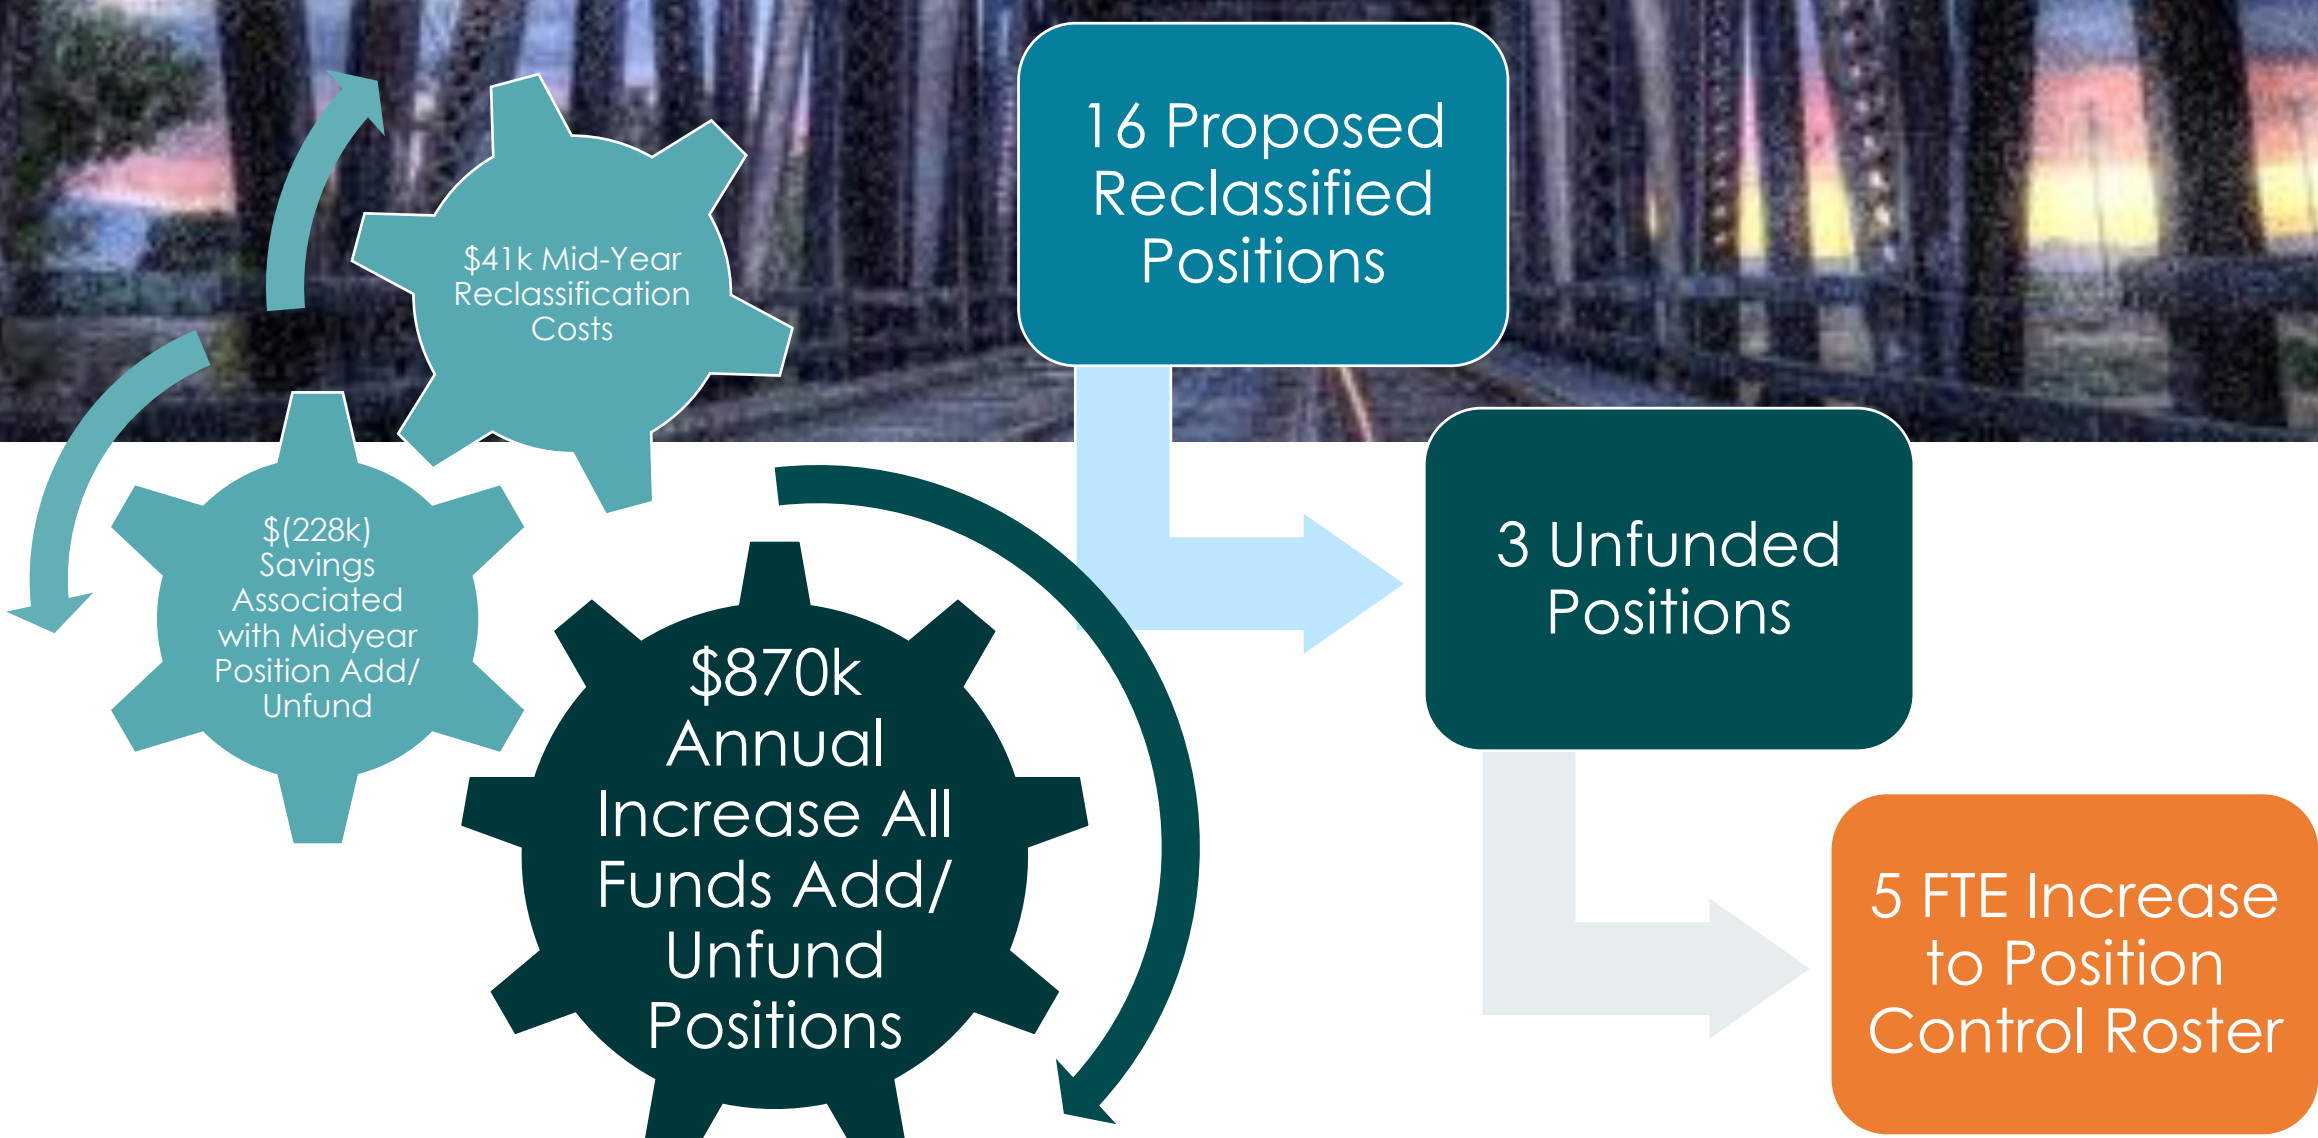 $41k Mid-Year
Reclassification
Costs
$(228k)
Savings
Associated
with Midyear
Position Add/
Unfund
$870k
Annual
Increase All
Funds Add/
Unfund
Positions
16 Proposed
Reclassified
Positions
3 Unfunded
Positions
5 FTE Increase
to Position
Control Roster